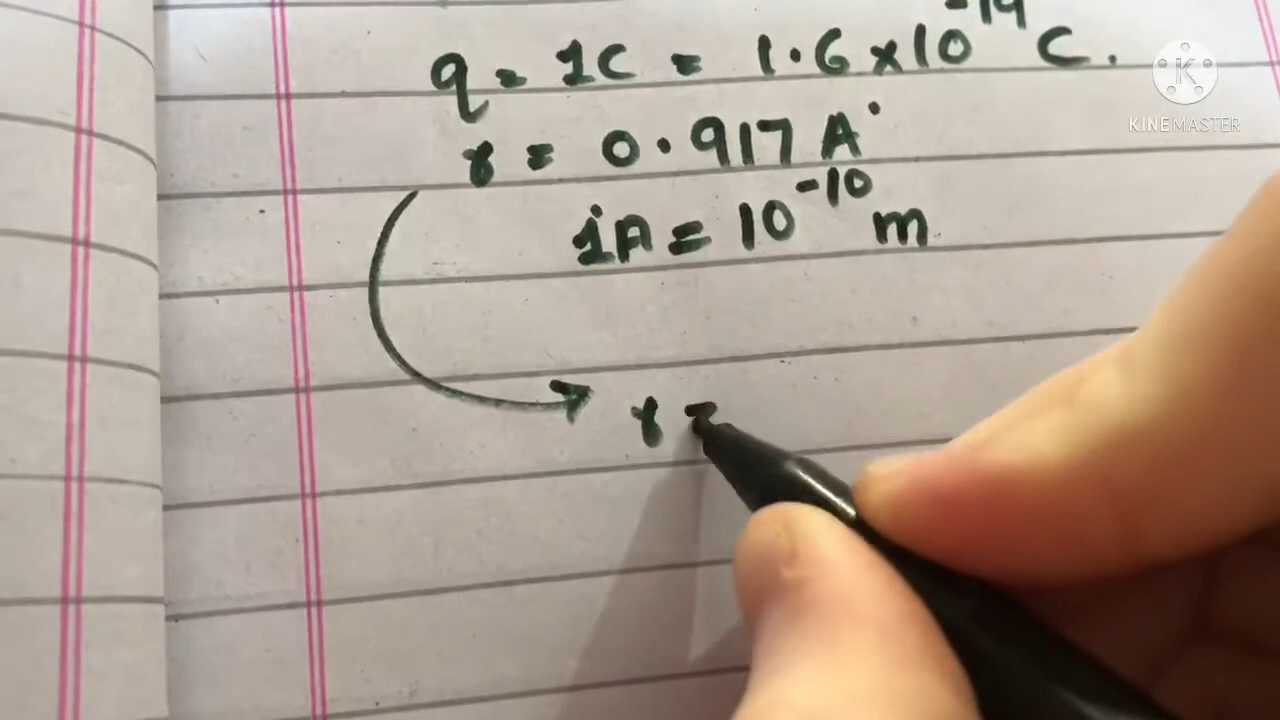 q = 1C = 1.6 x 10⁻¹⁹ C.
r = 0.917 A°
1Å = 10⁻¹⁰ m
r =
K
KINEMASTER